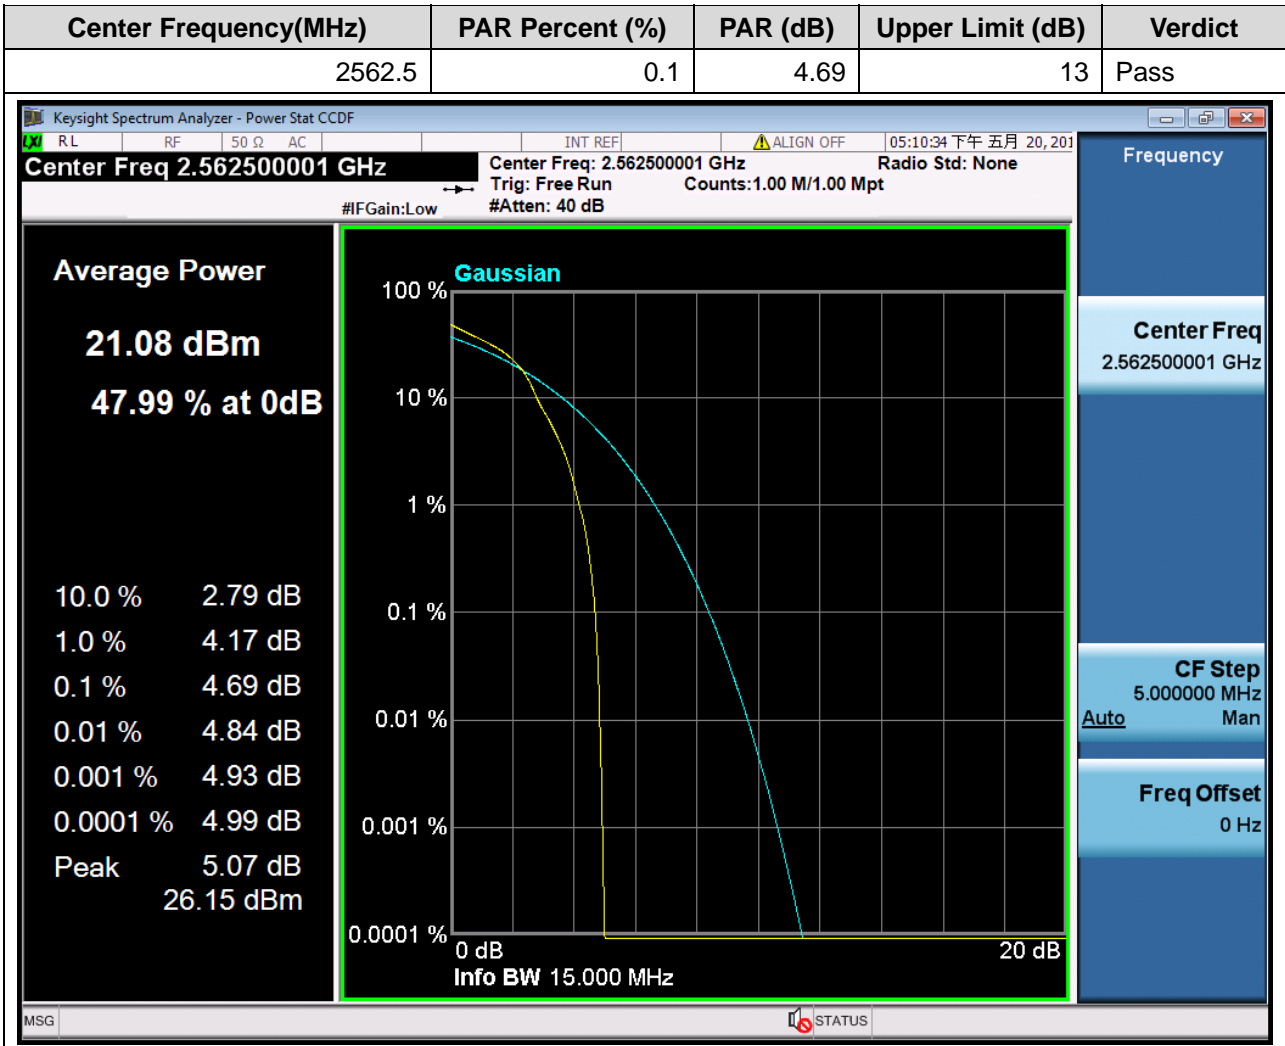 Center Frequency(MHz) PAR Percent (%) PAR (dB) Upper Limit (dB) Verdict
2562.5 0.1 4.69 13 Pass
Keysight Spectrum Analyzer - Power Stat CCDF
LXI RL RF 50 Ω AC INT REF ALIGN OFF 05:10:34 下午 五月 20, 201
Center Freq 2.562500001 GHz
Center Freq: 2.562500001 GHz Radio Std: None
Trig: Free Run Counts:1.00 M/1.00 Mpt
#IFGain:Low #Atten: 40 dB
Average Power
21.08 dBm
47.99 % at 0dB
10.0 % 2.79 dB
1.0 % 4.17 dB
0.1 % 4.69 dB
0.01 % 4.84 dB
0.001 % 4.93 dB
0.0001 % 4.99 dB
Peak 5.07 dB
26.15 dBm
Gaussian
100 %
10 %
1 %
0.1 %
0.01 %
0.001 %
0.0001 %
0 dB 20 dB
Info BW 15.000 MHz
Frequency
Center Freq
2.562500001 GHz
CF Step
5.000000 MHz
Auto Man
Freq Offset
0 Hz
MSG STATUS